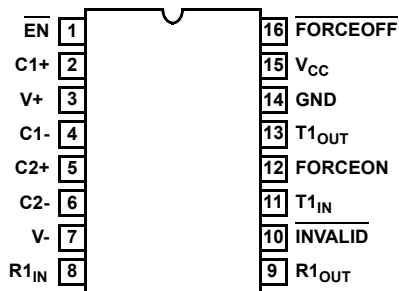 EN 1 16 FORCEOFF
C1+ 2 15 VCC
V+ 3 14 GND
C1- 4 13 T1OUT
C2+ 5 12 FORCEON
C2- 6 11 T1IN
V- 7 10 INVALID
R1IN 8 9 R1OUT